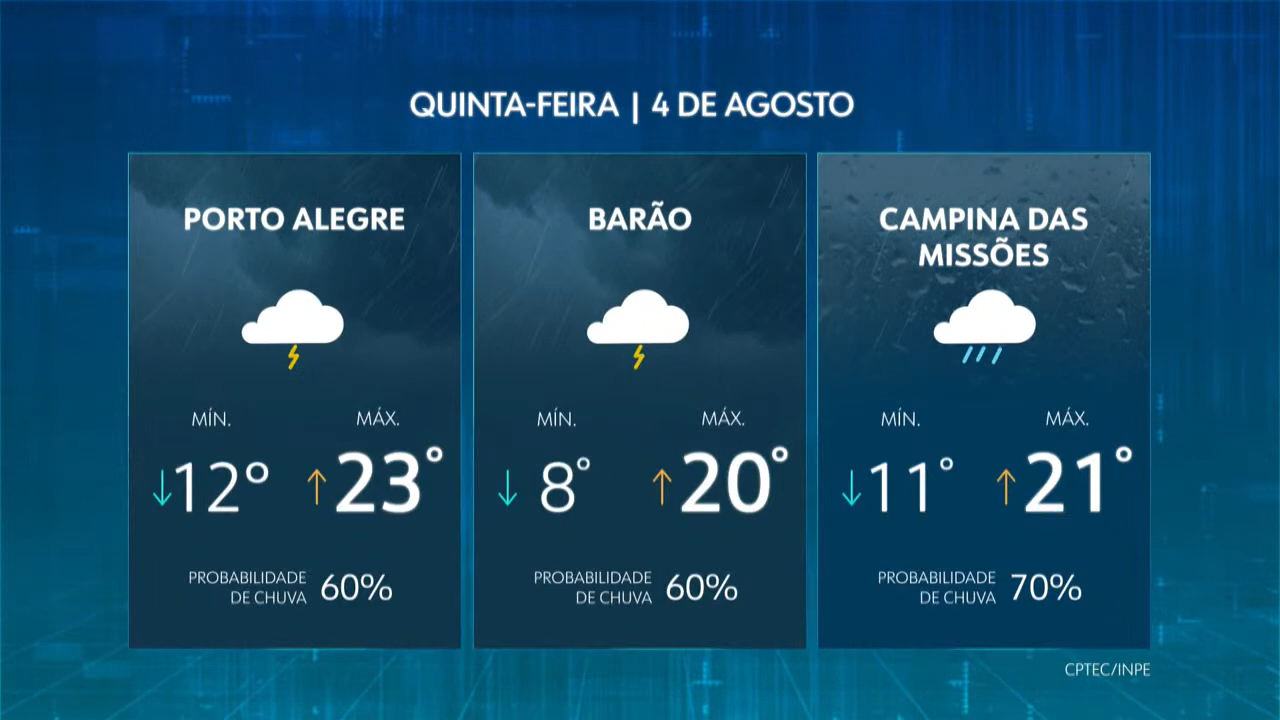 QUINTA-FEIRA | 4 DE AGOSTO
PORTO ALEGRE
MÍN. MÁX.
12° 23°
PROBABILIDADE
DE CHUVA 60%
BARÃO
MÍN. MÁX.
8° 20°
PROBABILIDADE
DE CHUVA 60%
CAMPINA DAS
MISSÕES
MÍN. MÁX.
11° 21°
PROBABILIDADE
DE CHUVA 70%
CPTEC/INPE